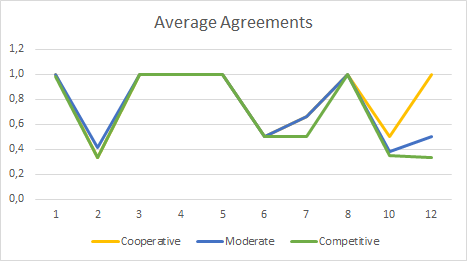 Average Agreements
1,2
1,0
0,8
0,6
0,4
0,2
0,0
1 2 3 4 5 6 7 8 10 12
Cooperative Moderate Competitive